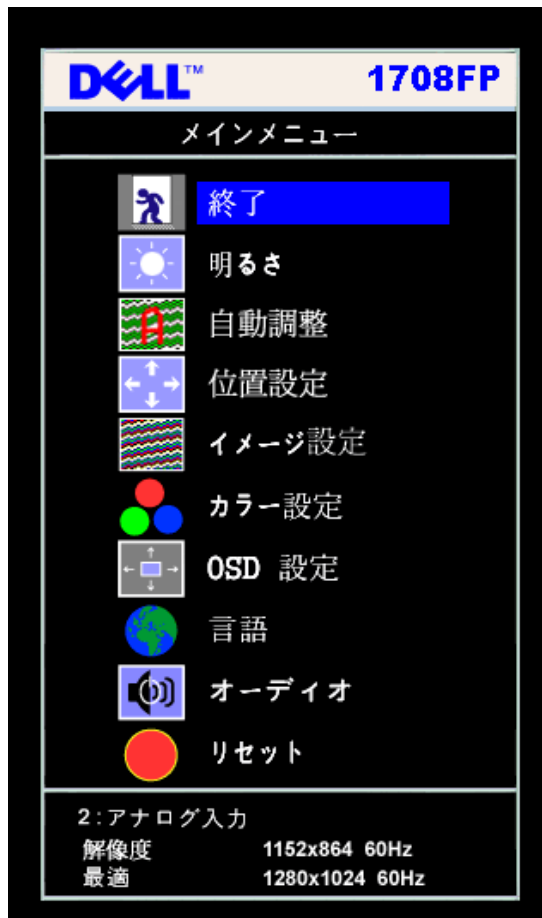 DELL™ 1708FP
メインメニュー
終了
明るさ
自動調整
位置設定
イメージ設定
カラー設定
OSD 設定
言語
オーディオ
リセット
2:アナログ入力
解像度 1152x864 60Hz
最適 1280x1024 60Hz